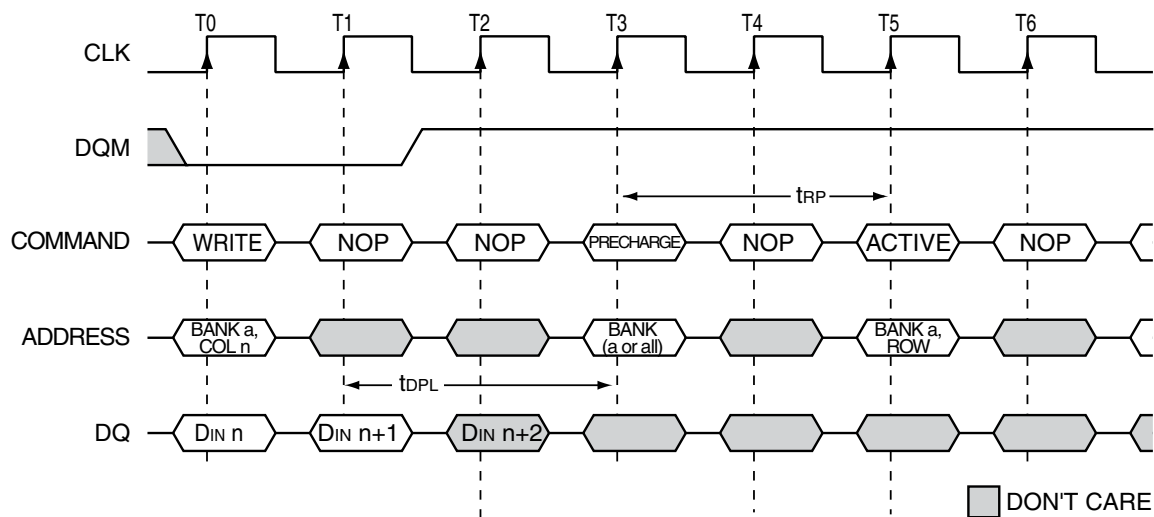 T0 T1 T2 T3 T4 T5 T6
CLK
DQM
tRP
COMMAND WRITE NOP NOP PRECHARGE NOP ACTIVE NOP
ADDRESS BANK a, COL n BANK (a or all) BANK a, ROW
tDPL
DQ DIN n DIN n+1 DIN n+2
DON'T CARE